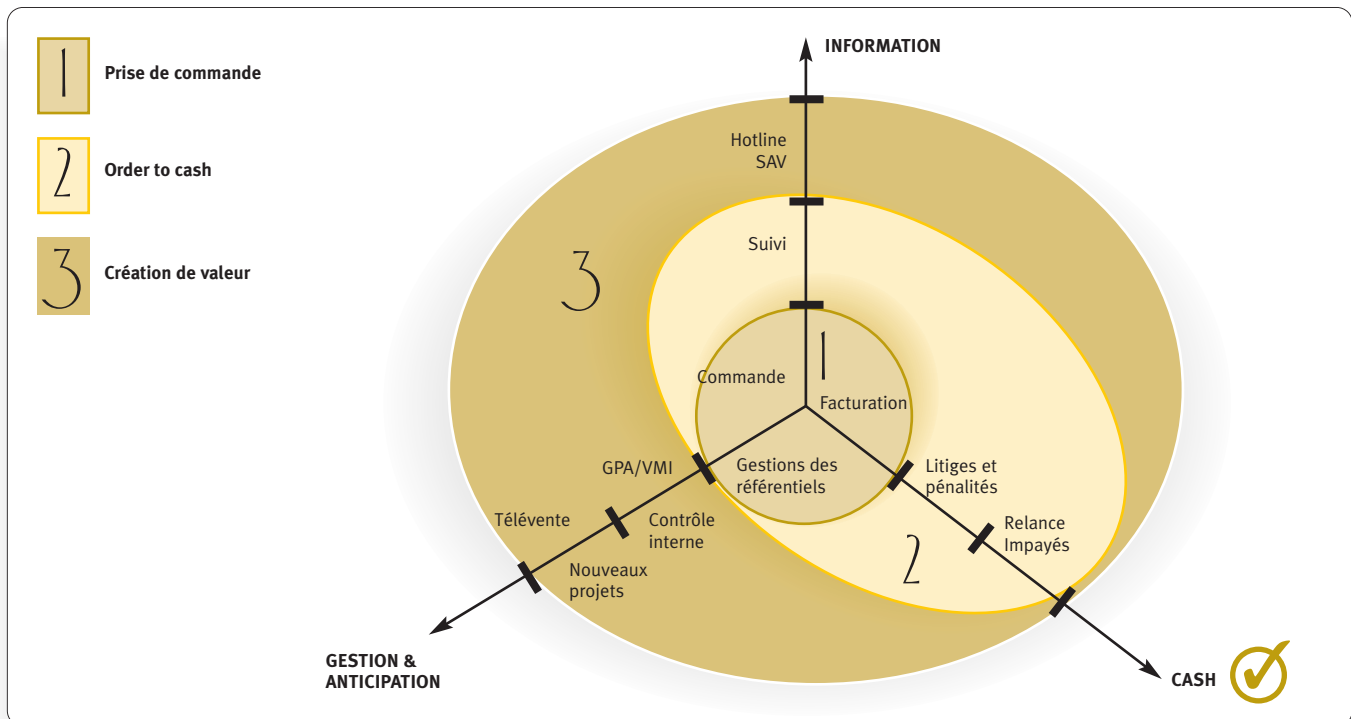 1
Prise de commande
2
Order to cash
3
Création de valeur
INFORMATION
Hotline
SAV
Suivi
3
1
Commande
Facturation
GPA/VMI
Gestions des
référentiels
Litiges et
pénalités
Télévente
Contrôle
interne
Relance
Impayés
2
Nouveaux
projets
GESTION &
ANTICIPATION
CASH